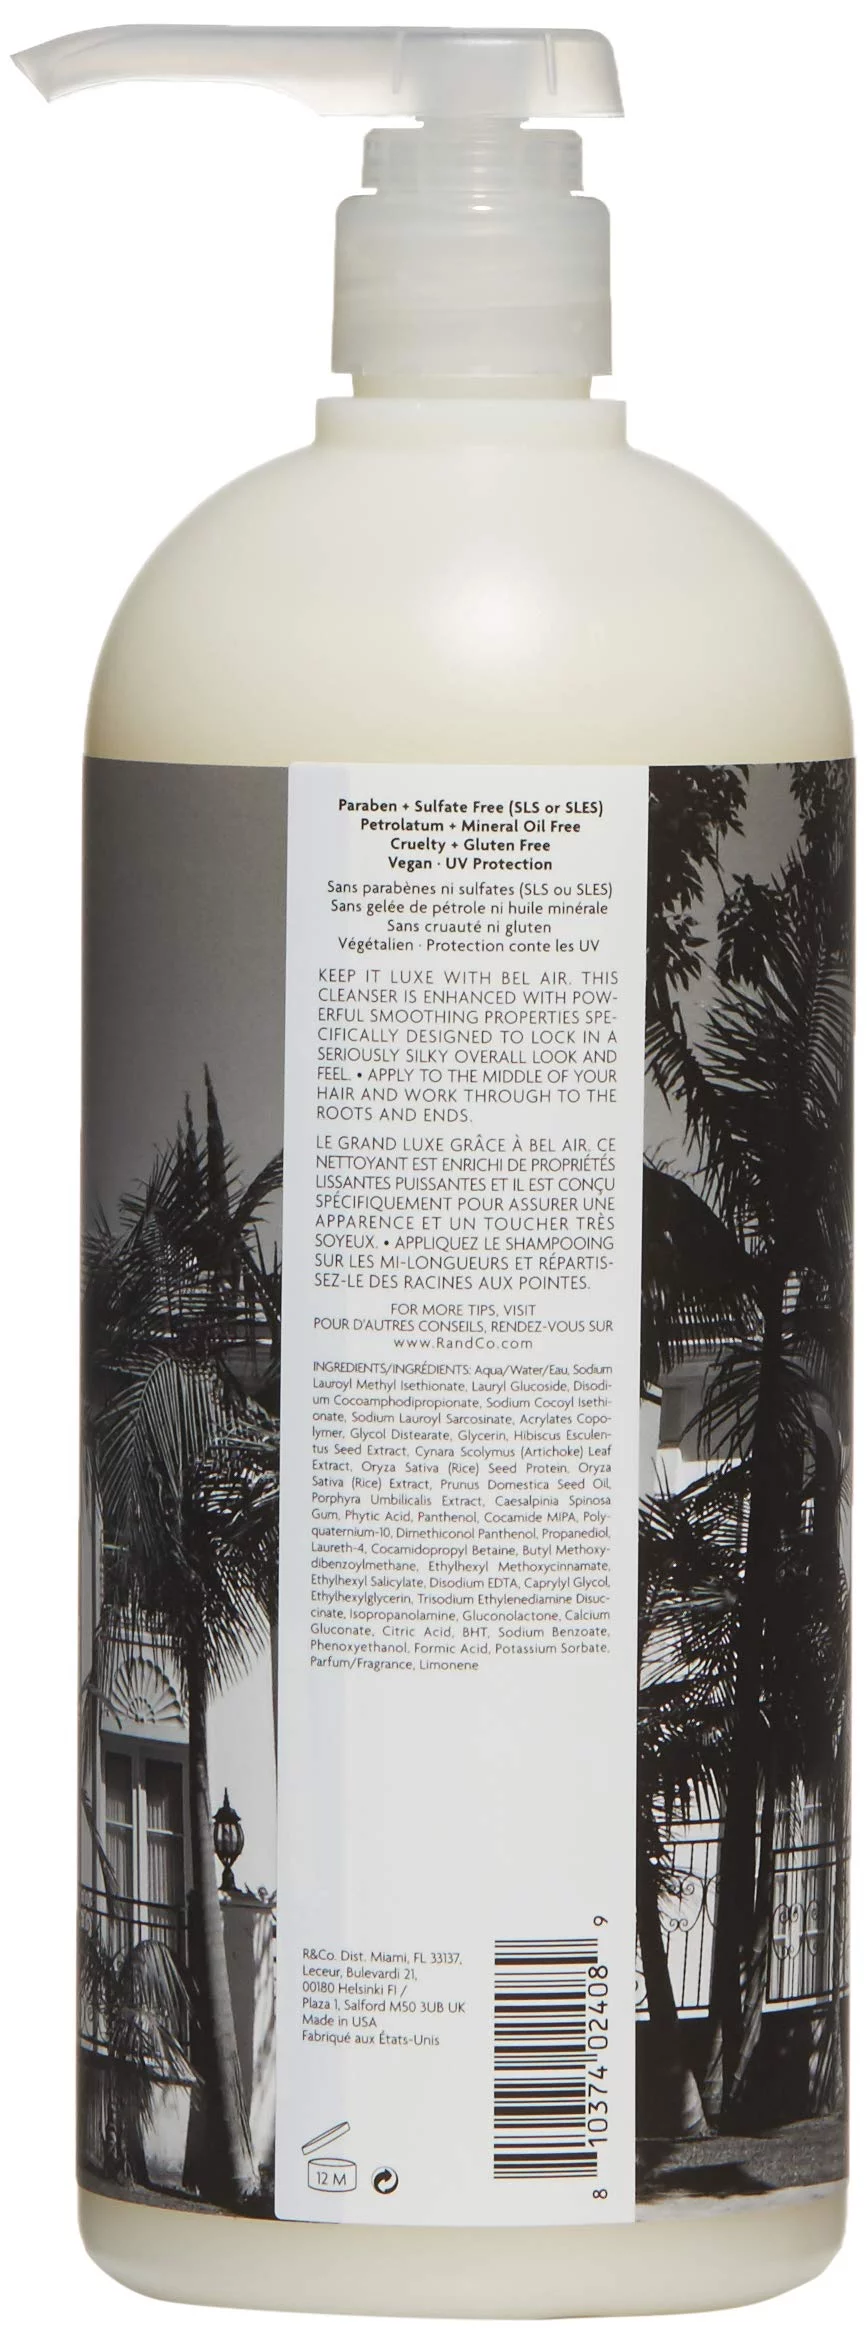 Paraben + Sulfate Free (SLS or SLES)
Petrolatum + Mineral Oil Free
Cruelty + Gluten Free
Vegan · UV Protection
Sans parabènes ni sulfates (SLS ou SLES)
Sans gelée de pétrole ni huile minérale
Sans cruauté ni gluten
Végétalien · Protection conte les UV
KEEP IT LUXE WITH BEL AIR. THIS
CLEANSER IS ENHANCED WITH POW-
ERFUL SMOOTHING PROPERTIES SPE-
CIFICALLY DESIGNED TO LOCK IN A
SERIOUSLY SILKY OVERALL LOOK AND
FEEL. • APPLY TO THE MIDDLE OF YOUR
HAIR AND WORK THROUGH TO THE
ROOTS AND ENDS.
LE GRAND LUXE GRÂCE À BEL AIR. CE
NETTOYANT EST ENRICHI DE PROPRIÉTÉS
LISSANTES PUISSANTES ET IL EST CONÇU
SPÉCIFIQUEMENT POUR ASSURER UNE
APPARENCE ET UN TOUCHER TRÈS
SOYEUX. • APPLIQUEZ LE SHAMPOOING
SUR LES MI-LONGUEURS ET RÉPARTIS-
SEZ-LE DES RACINES AUX POINTES.
FOR MORE TIPS, VISIT
POUR D'AUTRES CONSEILS, RENDEZ-VOUS SUR
www.RandCo.com
INGREDIENTS/INGRÉDIENTS: Aqua/Water/Eau, Sodium
Lauroyl Methyl Isethionate, Lauryl Glucoside, Disodi-
um Cocoamphodipropionate, Sodium Cocoyl Isethi-
onate, Sodium Lauroyl Sarcosinate, Acrylates Copo-
lymer, Glycol Distearate, Glycerin, Hibiscus Esculen-
tus Seed Extract, Cynara Scolymus (Artichoke) Leaf
Extract, Oryza Sativa (Rice) Seed Protein, Oryza
Sativa (Rice) Extract, Prunus Domestica Seed Oil,
Porphyra Umbilicalis Extract, Caesalpinia Spinosa
Gum, Phytic Acid, Panthenol, Cocamide MIPA, Poly-
quaternium-10, Dimethiconol Panthenol, Propanediol,
Laureth-4, Cocamidopropyl Betaine, Butyl Methoxy-
dibenzoylmethane, Ethylhexyl Methoxycinnamate,
Ethylhexyl Salicylate, Disodium EDTA, Caprylyl Glycol,
Ethylhexylglycerin, Trisodium Ethylenediamine Disuc-
cinate, Isopropanolamine, Gluconolactone, Calcium
Gluconate, Citric Acid, BHT, Sodium Benzoate,
Phenoxyethanol, Formic Acid, Potassium Sorbate,
Parfum/Fragrance, Limonene
R&Co. Dist. Miami, FL 33137,
Leceur, Bulevardi 21,
00180 Helsinki FI /
Plaza 1, Salford M50 3UB UK
Made in USA
Fabriqué aux États-Unis
12 M
8 10374 02408 9